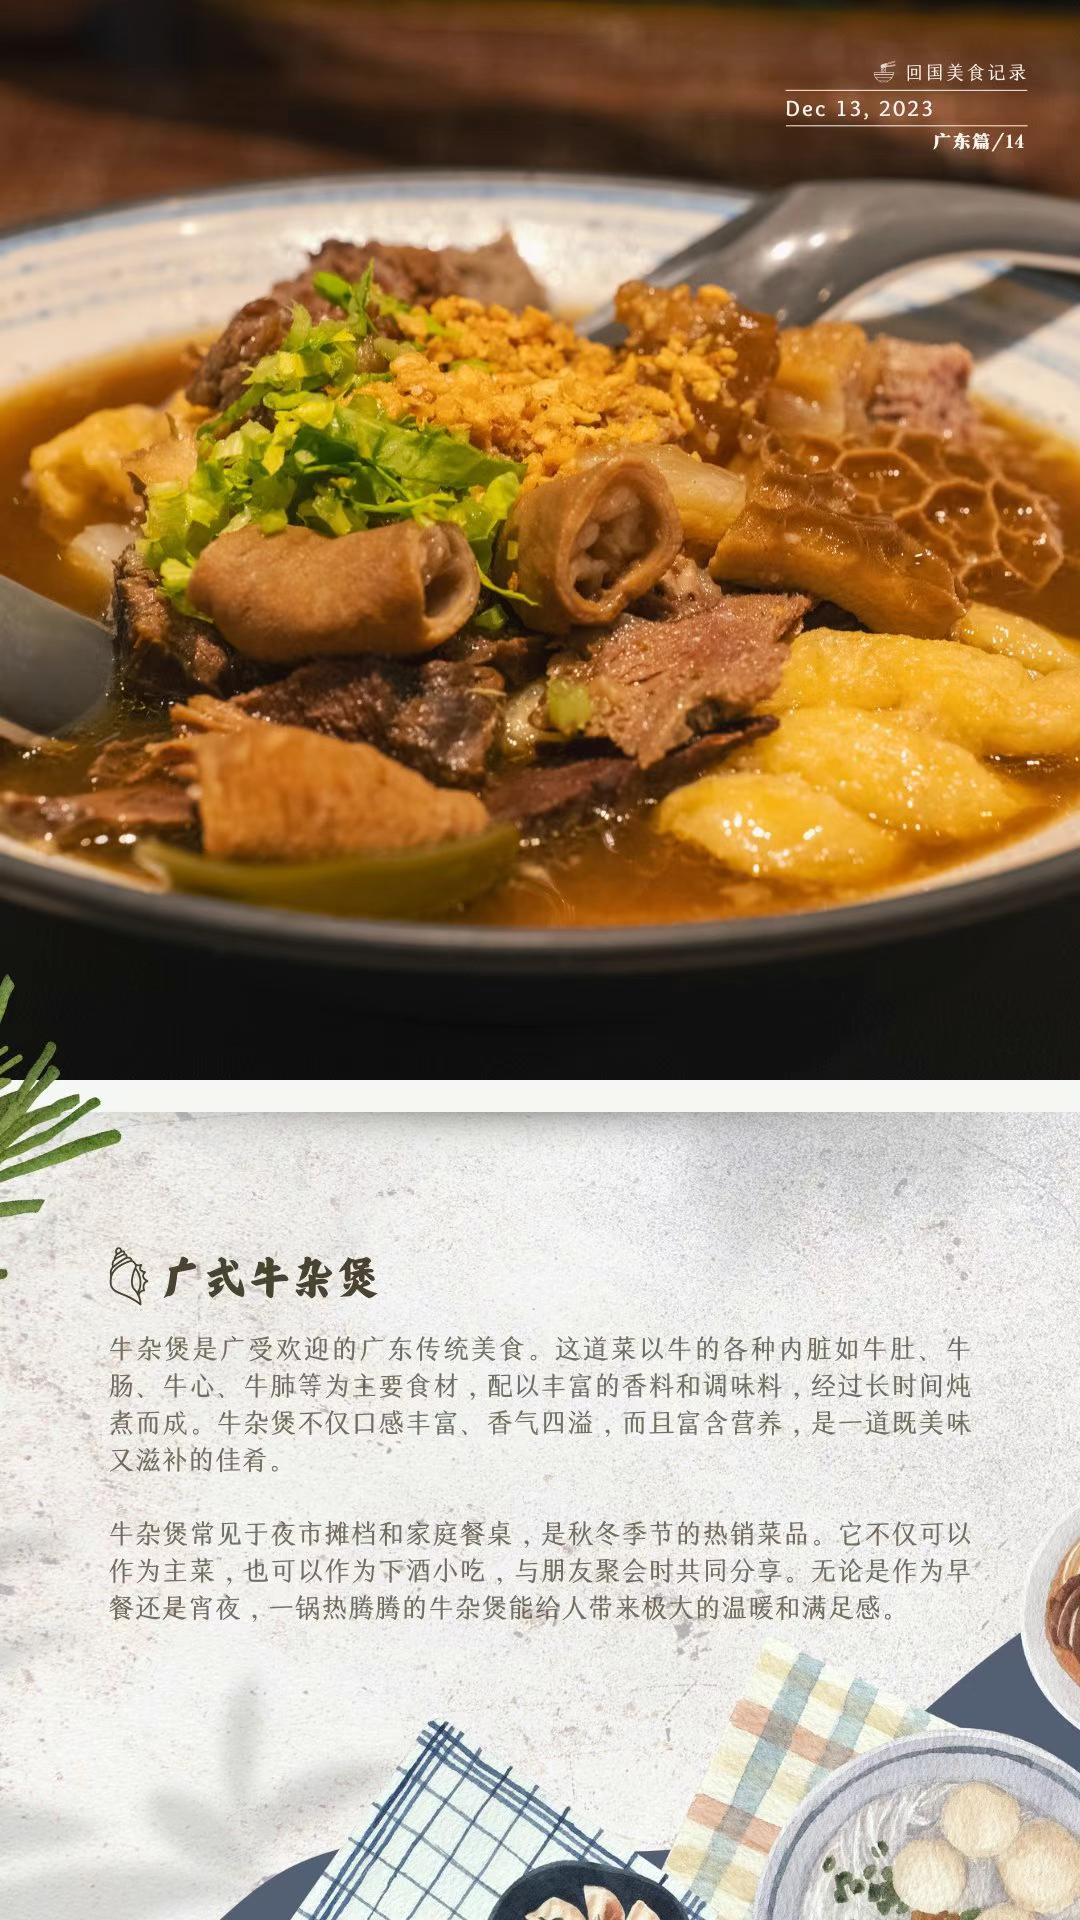 回国美食记录
Dec 13, 2023
广东篇/14
广式牛杂煲
牛杂煲是广受欢迎的广东传统美食。这道菜以牛的各种内脏如牛肚、牛
肠、牛心、牛肺等为主要食材，配以丰富的香料和调味料，经过长时间炖
煮而成。牛杂煲不仅口感丰富、香气四溢，而且富含营养，是一道既美味
又滋补的佳肴。
牛杂煲常见于夜市摊档和家庭餐桌，是秋冬季节的热销菜品。它不仅可以
作为主菜，也可以作为下酒小吃，与朋友聚会时共同分享。无论是作为早
餐还是宵夜，一锅热腾腾的牛杂煲能给人带来极大的温暖和满足感。